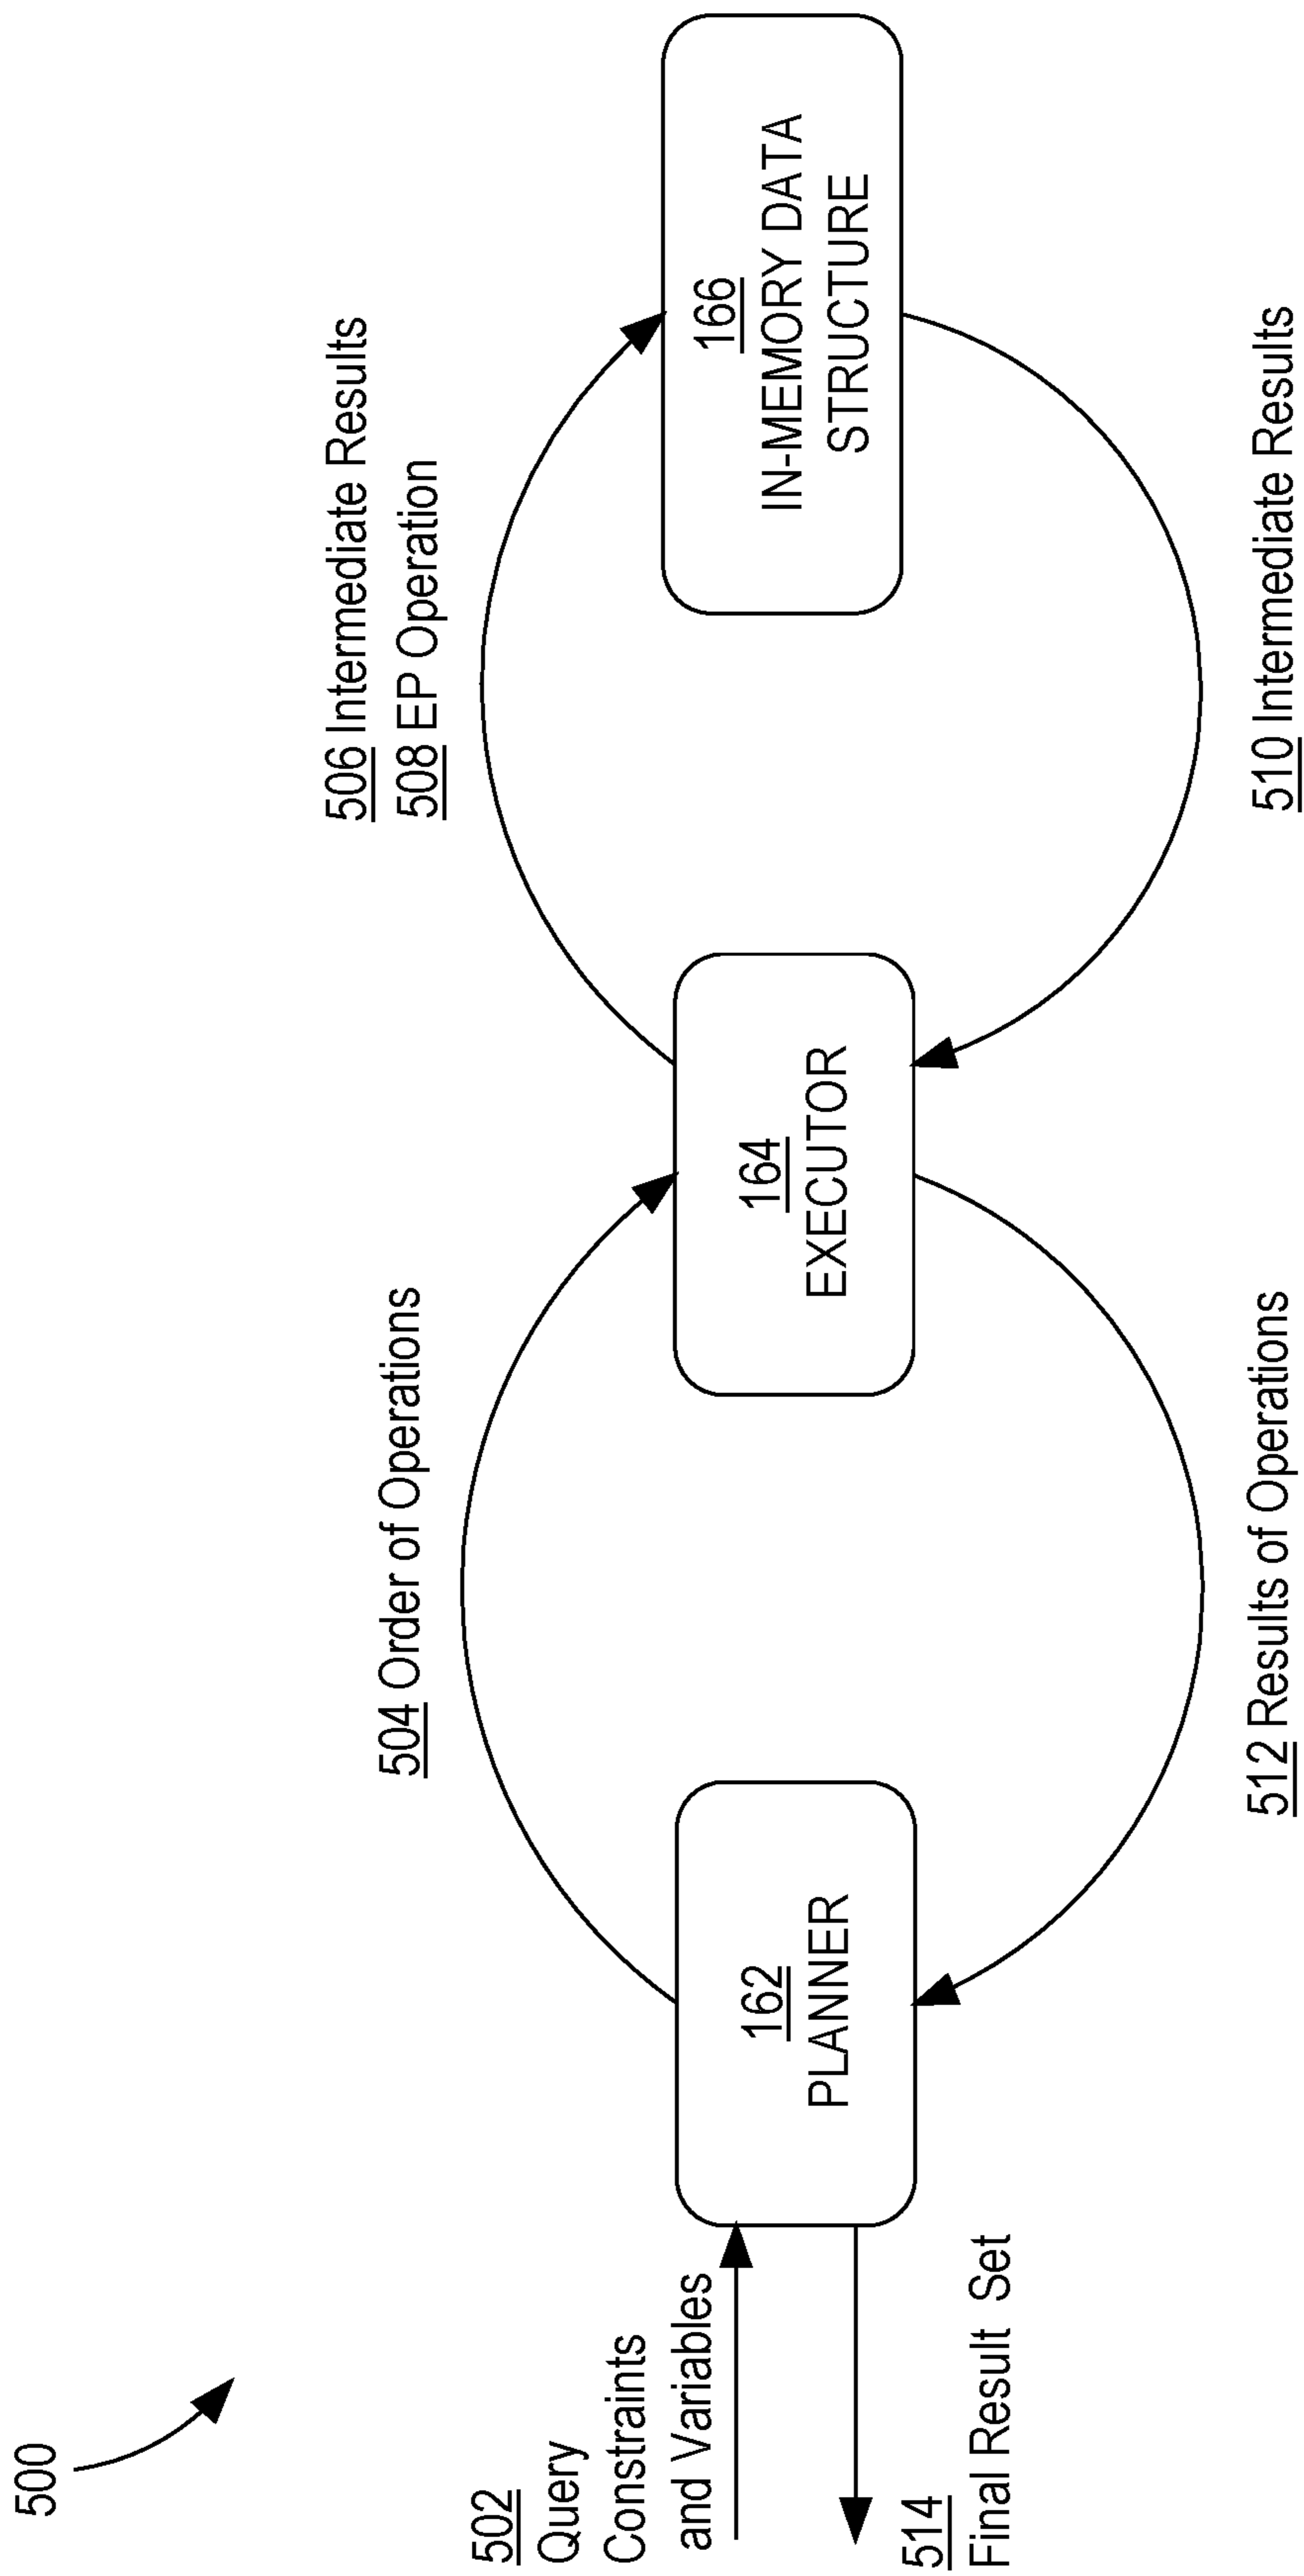 500
502
Query
Constraints
and Variables
514
Final Result Set
162
PLANNER
504 Order of Operations
512 Results of Operations
164
EXECUTOR
506 Intermediate Results
508 EP Operation
510 Intermediate Results
166
IN-MEMORY DATA
STRUCTURE